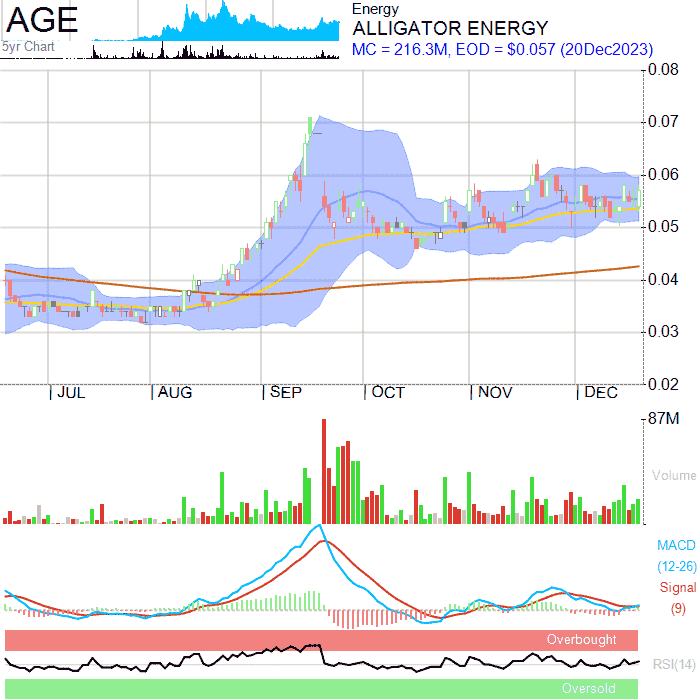 AGE
5yr Chart
Energy
ALLIGATOR ENERGY
MC = 216.3M, EOD = $0.057 (20Dec2023)
0.08
0.07
0.06
0.05
0.04
0.03
0.02
JUL AUG SEP OCT NOV DEC
87M
Volume
MACD
(12-26)
Signal
(9)
Overbought
RSI(14)
Oversold